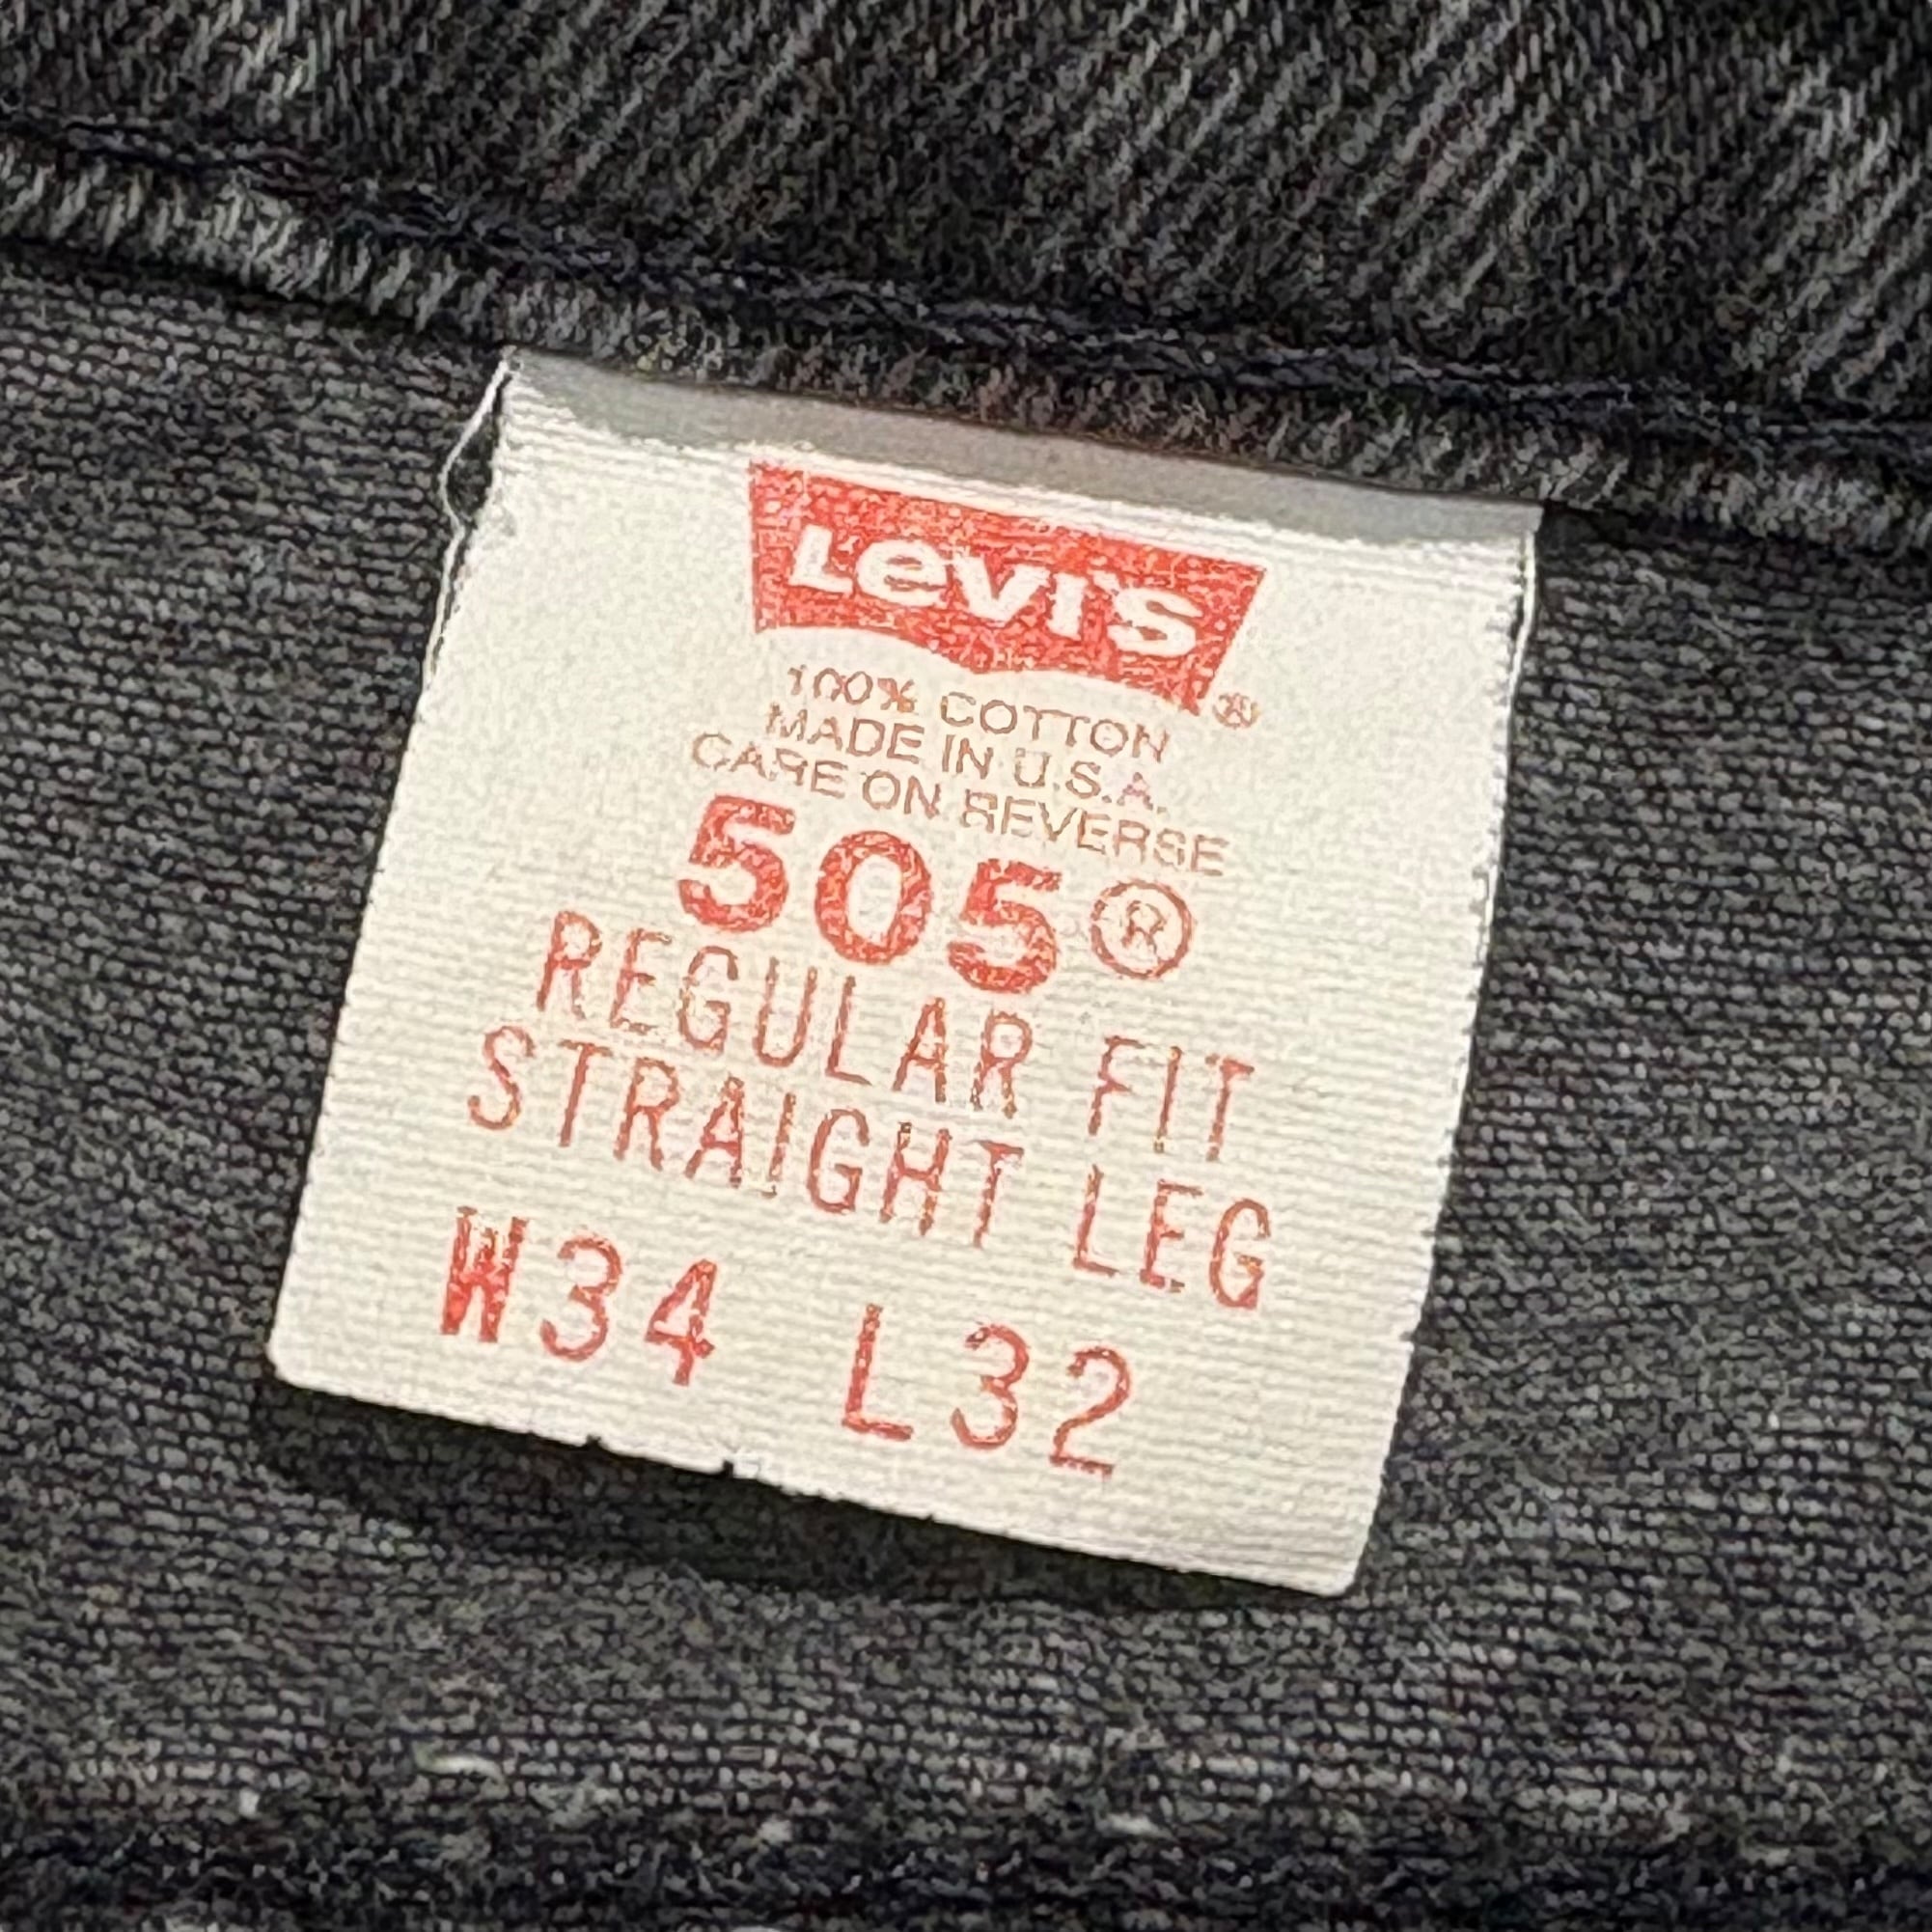 Levi's®
100% COTTON
MADE IN U.S.A.
CARE ON REVERSE
505®
REGULAR FIT
STRAIGHT LEG
W34 L32